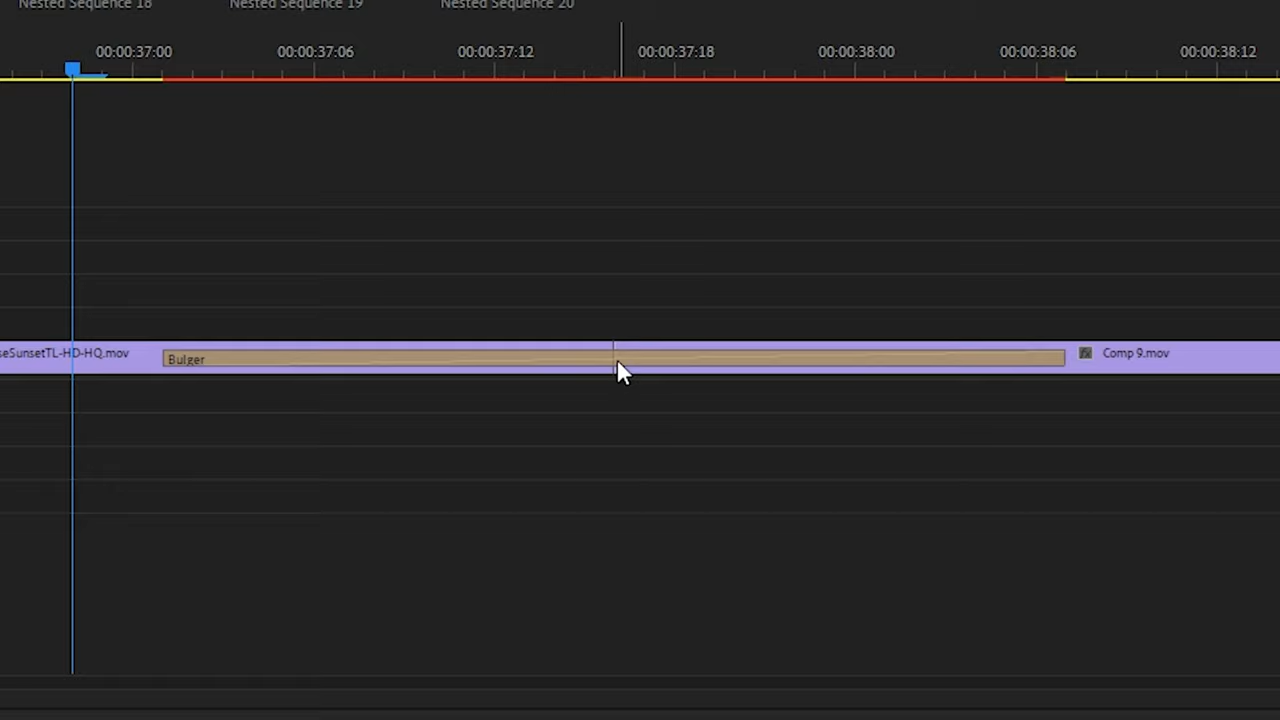 Nested Sequence 18 Nested Sequence 19 Nested Sequence 20
00:00:37:00 00:00:37:06 00:00:37:12 00:00:37:18 00:00:38:00 00:00:38:06 00:00:38:12
seSunsetTL-HD-HQ.mov Bulger fx Comp 9.mov